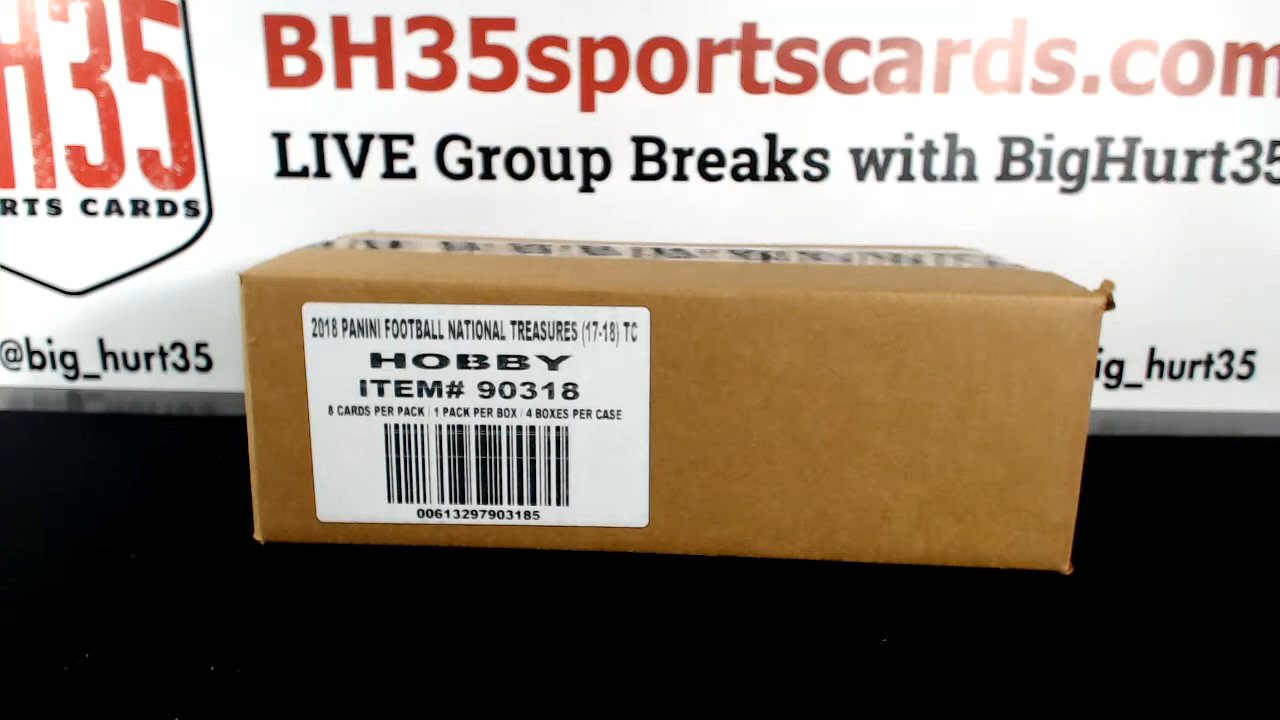 BH35sportscards.com
LIVE Group Breaks with BigHurt35
H35
RTS CARDS
@big_hurt35
ig_hurt35
2018 PANINI FOOTBALL NATIONAL TREASURES (17-18) TC
HOBBY
ITEM# 90318
8 CARDS PER PACK / 1 PACK PER BOX / 4 BOXES PER CASE
00613297903185